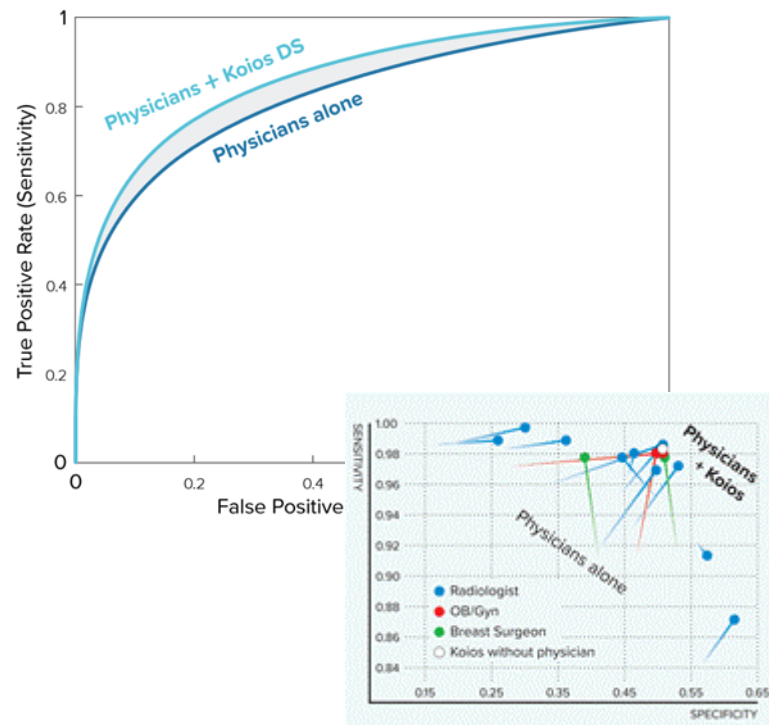 1
0.8
0.6
0.4
0.2
0
0
0.2
0.4
True Positive Rate (Sensitivity)
False Positive
Physicians + Koios DS
Physicians alone
SENSITIVITY
1.00
0.98
0.96
0.94
0.92
0.90
0.88
0.86
0.84
Physicians
+ Koios
Physicians alone
Radiologist
OB/Gyn
Breast Surgeon
Koios without physician
0.15
0.25
0.35
0.45
0.55
0.65
SPECIFICITY